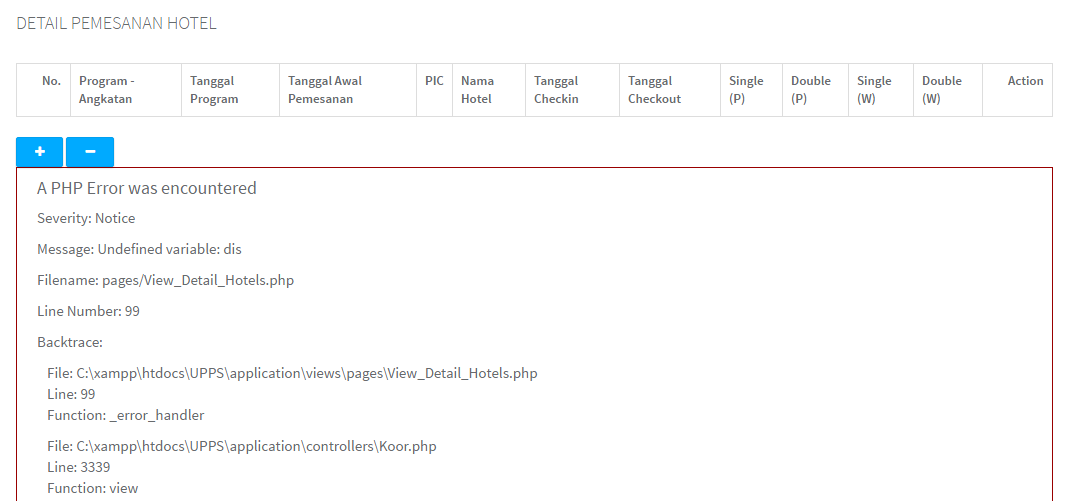 DETAIL PEMESANAN HOTEL
No. Program - Angkatan Tanggal Program Tanggal Awal Pemesanan PIC Nama Hotel Tanggal Checkin Tanggal Checkout Single (P) Double (P) Single (W) Double (W) Action
+ −
A PHP Error was encountered
Severity: Notice
Message: Undefined variable: dis
Filename: pages/View_Detail_Hotels.php
Line Number: 99
Backtrace:
File: C:\xampp\htdocs\UPPS\application\views\pages\View_Detail_Hotels.php
Line: 99
Function: _error_handler
File: C:\xampp\htdocs\UPPS\application\controllers\Koor.php
Line: 3339
Function: view